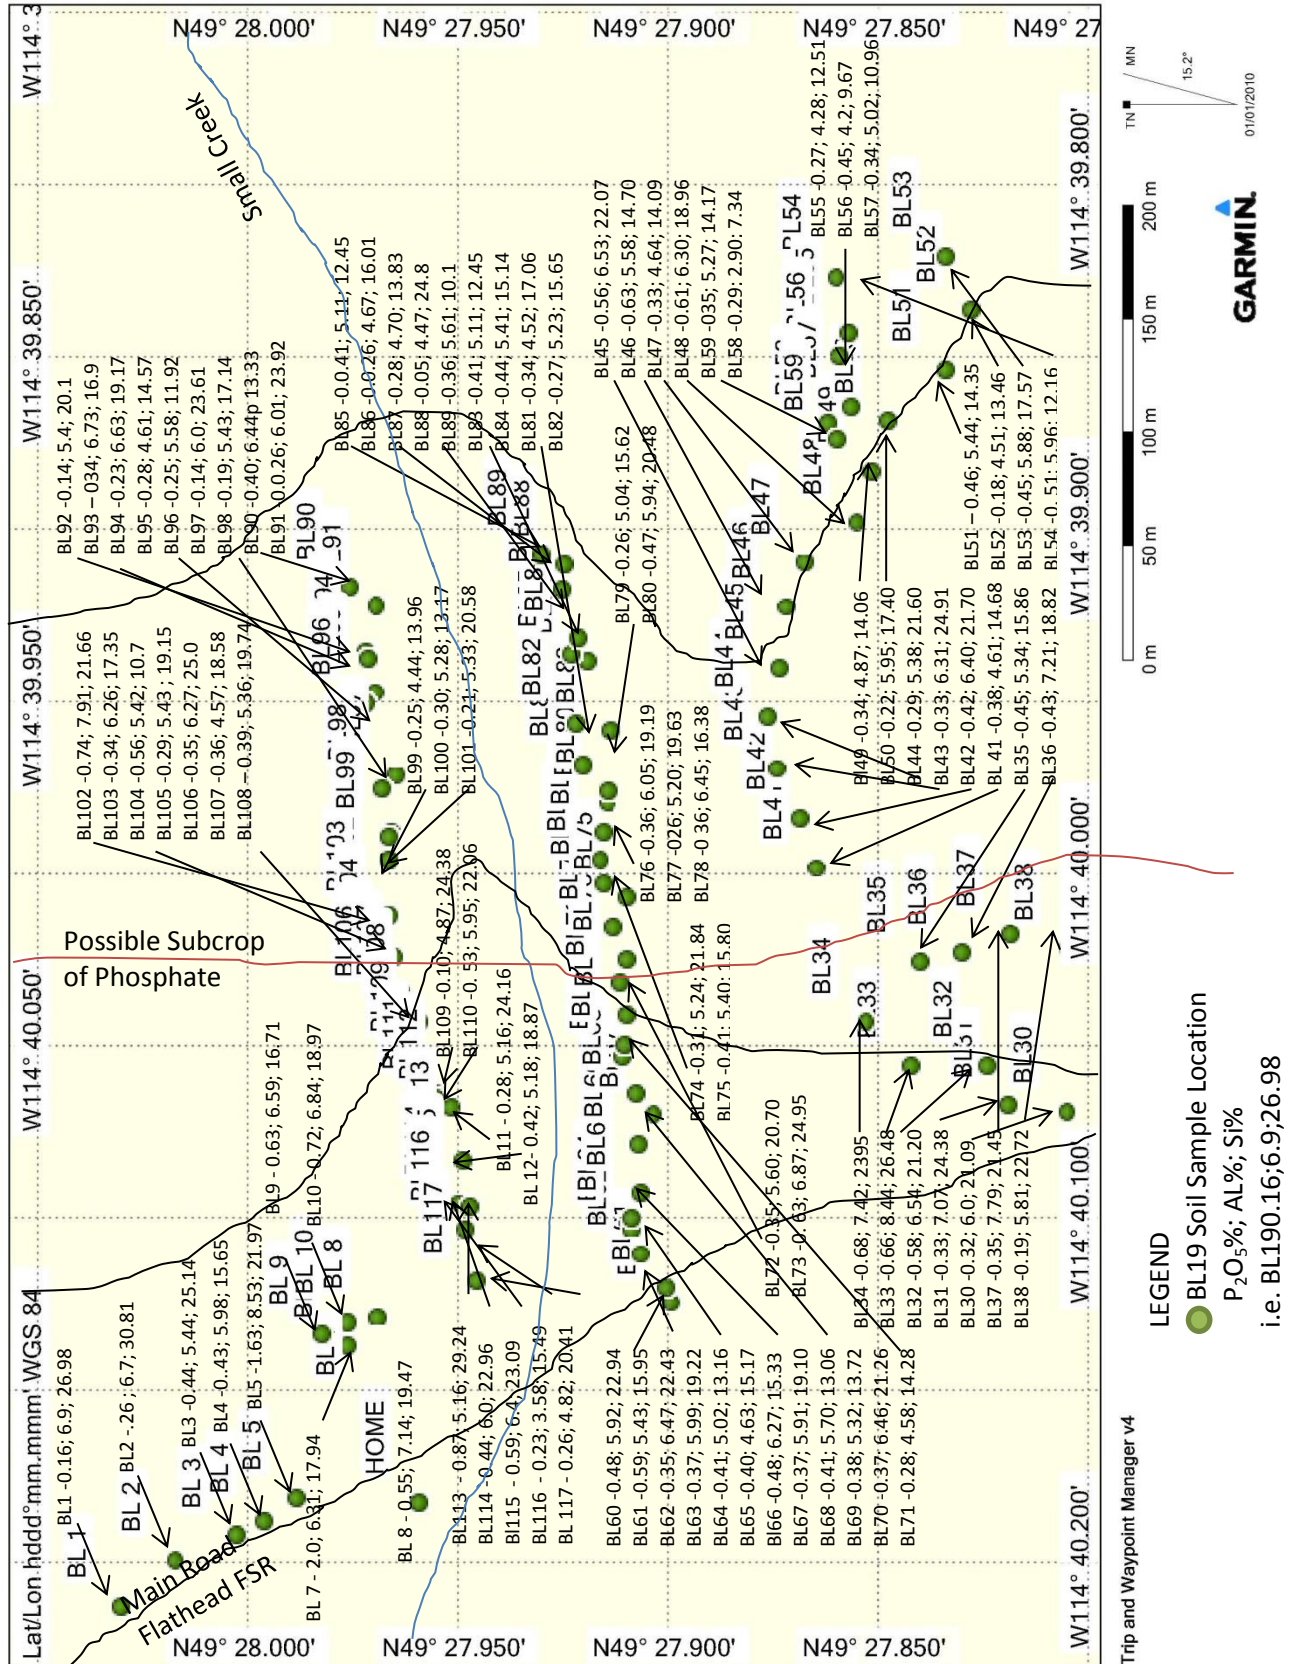 Lat/Lon hddd°mm.mmm' WGS 84
W114° 39.950'
W114° 39.850'
W114° 3
N49° 28.000'
N49° 27.950'
N49° 27.900'
N49° 27.850'
N49° 28.000'
N49° 27.950'
N49° 27.900'
N49° 27.850'
N49° 27
W114° 40.200'
W114° 40.100'
W114° 40.050'
W114° 40.000'
W114° 39.900'
W114° 39.850'
W114° 39.800'
Main Road
Flathead FSR
Small Creek
Possible Subcrop
of Phosphate
HOME
BL 1
BL 2
BL 3
BL 4
BL 5
BL 9
BL 10
BL 8
BL1 -0.16; 6.9; 26.98
BL2 -.26; 6.7; 30.81
BL3 -0.44; 5.44; 25.14
BL4 -0.43; 5.98; 15.65
BL5 -1.63; 8.53; 21.97
BL 7 - 2.0; 6.31; 17.94
BL 8 - 0.55; 7.14; 19.47
BL9 - 0.63; 6.59; 16.71
BL10 -0.72; 6.84; 18.97
BL11 - 0.28; 5.16; 24.16
BL12- 0.42; 5.18; 18.87
BL113 - 0.87; 5.16; 29.24
BL114 - 0.44; 6.0; 22.96
Bl115 - 0.59; 6.4; 23.09
BL116 - 0.23; 3.58; 15.49
BL 117 - 0.26; 4.82; 20.41
BL109 -0.10; 4.87; 24.38
BL110 -0. 53; 5.95; 22.06
BL102 -0.74; 7.91; 21.66
BL103 -0.34; 6.26; 17.35
BL104 -0.56; 5.42; 10.7
BL105 -0.29; 5.43 ; 19.15
BL106 -0.35; 6.27; 25.0
BL107 -0.36; 4.57; 18.58
BL108 – 0.39; 5.36; 19.74
BL99 -0.25; 4.44; 13.96
BL100 -0.30; 5.28; 13.17
BL101 -0.21; 5.33; 20.58
BL92 -0.14; 5.4; 20.1
BL93 – 034; 6.73; 16.9
BL94 -0.23; 6.63; 19.17
BL95 -0.28; 4.61; 14.57
BL96 -0.25; 5.58; 11.92
BL97 -0.14; 6.0; 23.61
BL98 -0.19; 5.43; 17.14
BL90 -0.40; 6.44p 13.33
BL91 0.0.26; 6.01; 23.92
BL85 -0.41; 5.11; 12.45
BL86 -0.026; 4.67; 16.01
BL87 -0.28; 4.70; 13.83
BL88 -0.05; 4.47; 24.8
BL89 -0.36; 5.61; 10.1
BL83 -0.41; 5.11; 12.45
BL84 -0.44; 5.41; 15.14
BL81 -0.34; 4.52; 17.06
BL82 -0.27; 5.23; 15.65
BL79 -0.26; 5.04; 15.62
BL80 -0.47; 5.94; 20.48
BL76 -0.36; 6.05; 19.19
BL77 -026; 5.20; 19.63
BL78 -0 36; 6.45; 16.38
BL74 -0.31; 5.24; 21.84
BL75 -0.41; 5.40; 15.80
BL72 -0.35; 5.60; 20.70
BL73 -0. 63; 6.87; 24.95
BL60 -0.48; 5.92; 22.94
BL61 -0.59; 5.43; 15.95
BL62 -0.35; 6.47; 22.43
BL63 -0.37; 5.99; 19.22
BL64 -0.41; 5.02; 13.16
BL65 -0.40; 4.63; 15.17
Bl66 -0.48; 6.27; 15.33
BL67 -0.37; 5.91; 19.10
BL68 -0.41; 5.70; 13.06
BL69 -0.38; 5.32; 13.72
BL70 -0.37; 6.46; 21.26
BL71 -0.28; 4.58; 14.28
BL45 -0.56; 6.53; 22.07
BL46 -0.63; 5.58; 14.70
BL47 -0.33; 4.64; 14.09
BL48 -0.61; 6.30; 18.96
BL59 -035; 5.27; 14.17
BL58 -0.29; 2.90; 7.34
BL55 -0.27; 4.28; 12.51
BL56 -0.45; 4.2; 9.67
BL57 -0.34; 5.02; 10.96
BL51 – 0.46; 5.44; 14.35
BL52 -0.18; 4.51; 13.46
BL53 -0.45; 5.88; 17.57
BL54 -0. 51; 5.96; 12.16
BL49 -0.34; 4.87; 14.06
BL50 -0.22; 5.95; 17.40
BL44 -0.29; 5.38; 21.60
BL43 -0.33; 6.31; 24.91
BL42 -0.42; 6.40; 21.70
BL 41 -0.38; 4.61; 14.68
BL35 -0.45; 5.34; 15.86
BL36 -0.43; 7.21; 18.82
BL34 -0.68; 7.42; 2395
BL33 -0.66; 8.44; 26.48
BL32 -0.58; 6.54; 21.20
BL31 -0.33; 7.07; 24.38
BL30 -0.32; 6.0; 21.09
BL37 -0.35; 7.79; 21.45
BL38 -0.19; 5.81; 22.72
BL90
BL96
BL99
BL106
BL117
BL89
BL88
BL82
BL47
BL46
BL45
BL42
BL54
BL59
BL53
BL52
BL51
BL34
BL35
BL36
BL37
BL38
BL32
BL31
BL30
Trip and Waypoint Manager v4
0 m
50 m
100 m
150 m
200 m
TN
MN
15.2°
01/01/2010
GARMIN.
LEGEND
BL19 Soil Sample Location
P₂O₅%; AL%; SI%
i.e. BL190.16;6.9;26.98